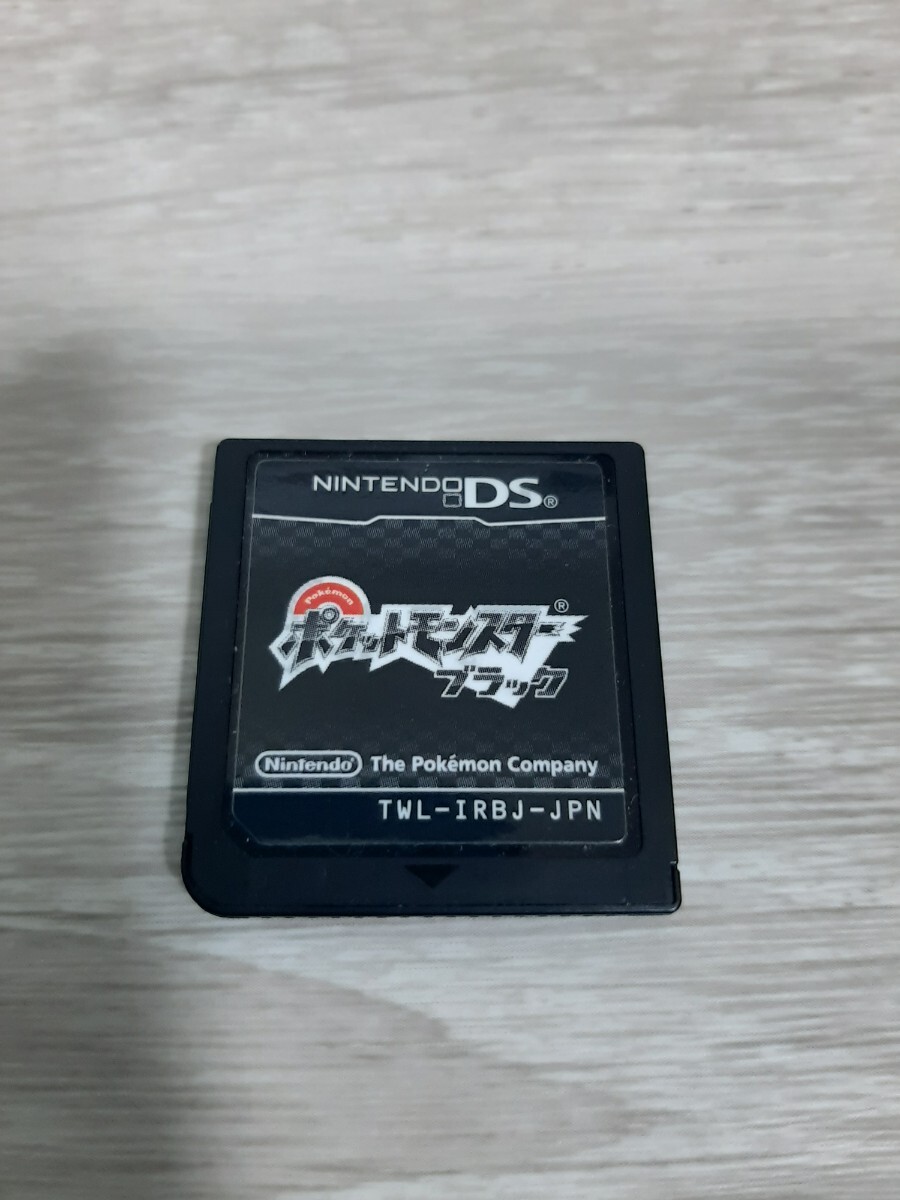 NINTENDO DS®
Pokémon
ポケットモンスター®
ブラック
Nintendo® The Pokémon Company
TWL-IRBJ-JPN